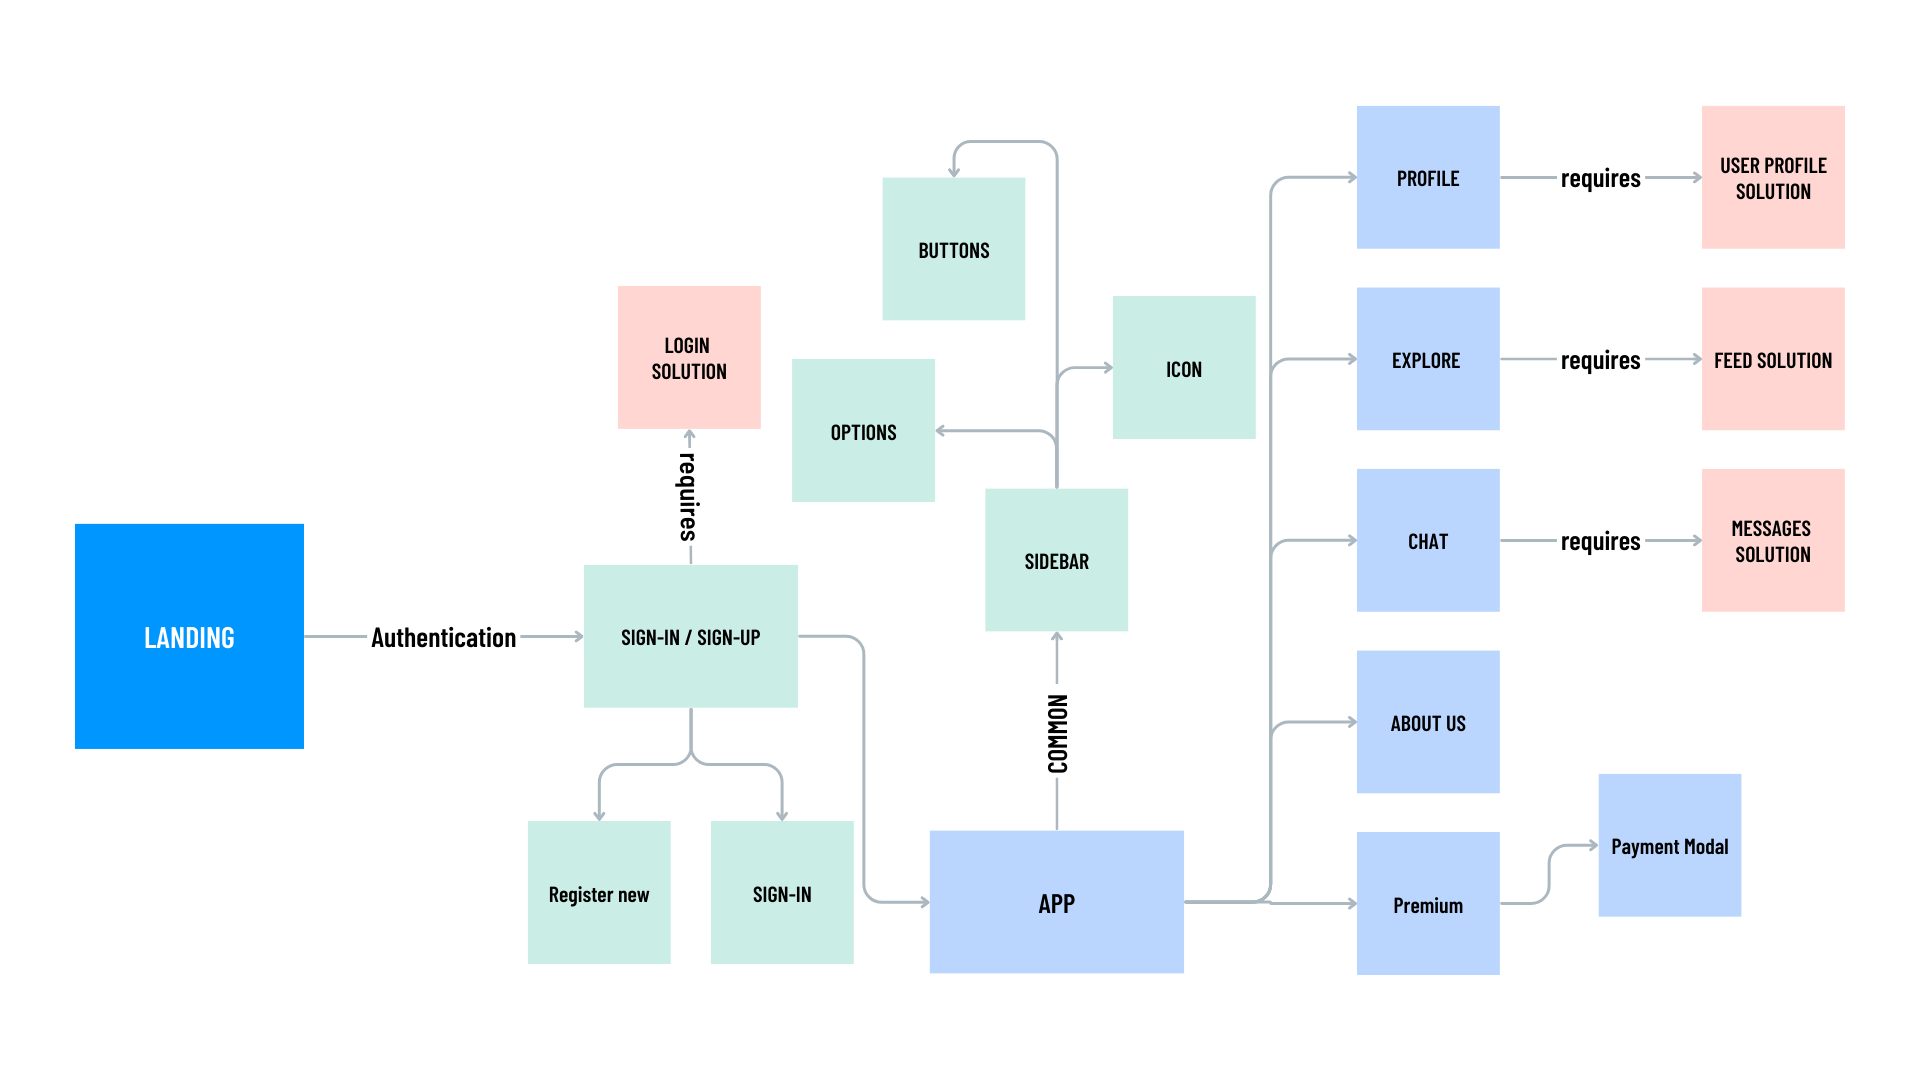 LANDING
Authentication
SIGN-IN / SIGN-UP
requires
LOGIN
SOLUTION
Register new
SIGN-IN
APP
COMMON
SIDEBAR
OPTIONS
BUTTONS
ICON
PROFILE
requires
USER PROFILE
SOLUTION
EXPLORE
requires
FEED SOLUTION
CHAT
requires
MESSAGES
SOLUTION
ABOUT US
Premium
Payment Modal